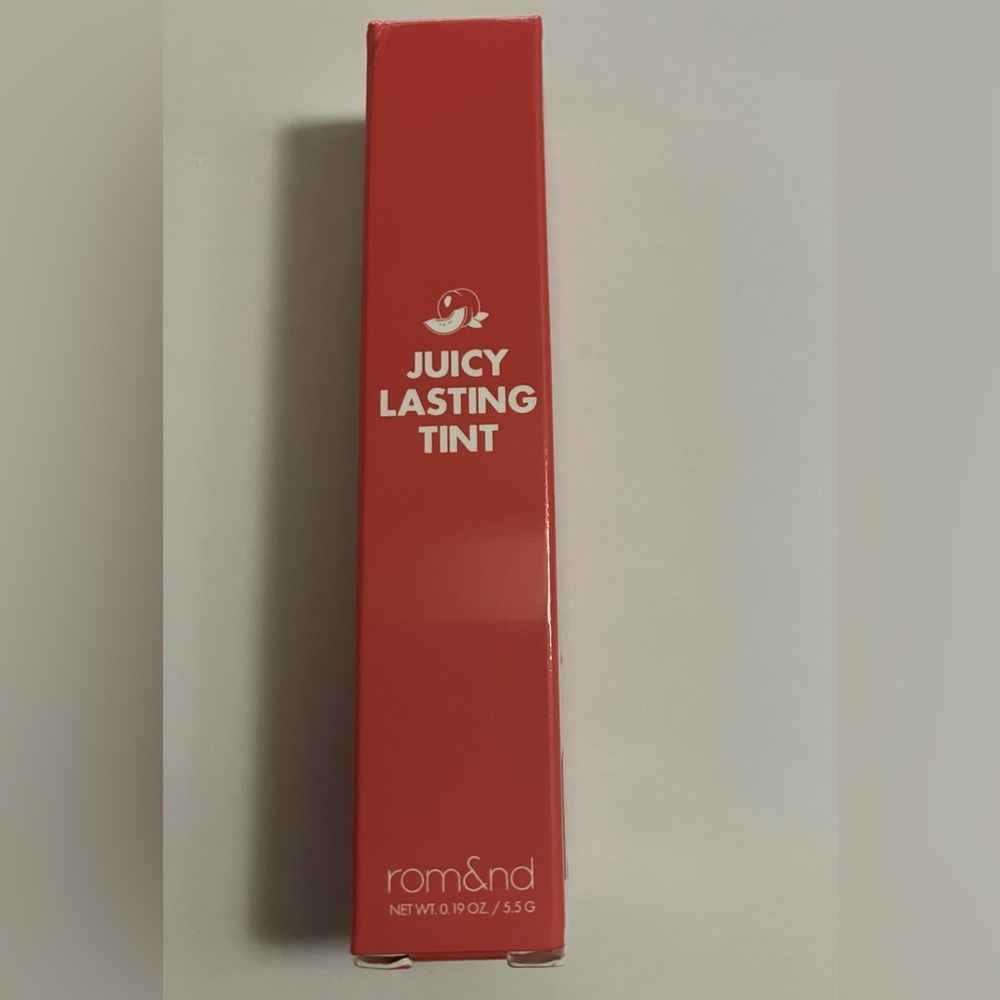 JUICY
LASTING
TINT
rom&nd
NET WT. 0.19 OZ. / 5.5 G